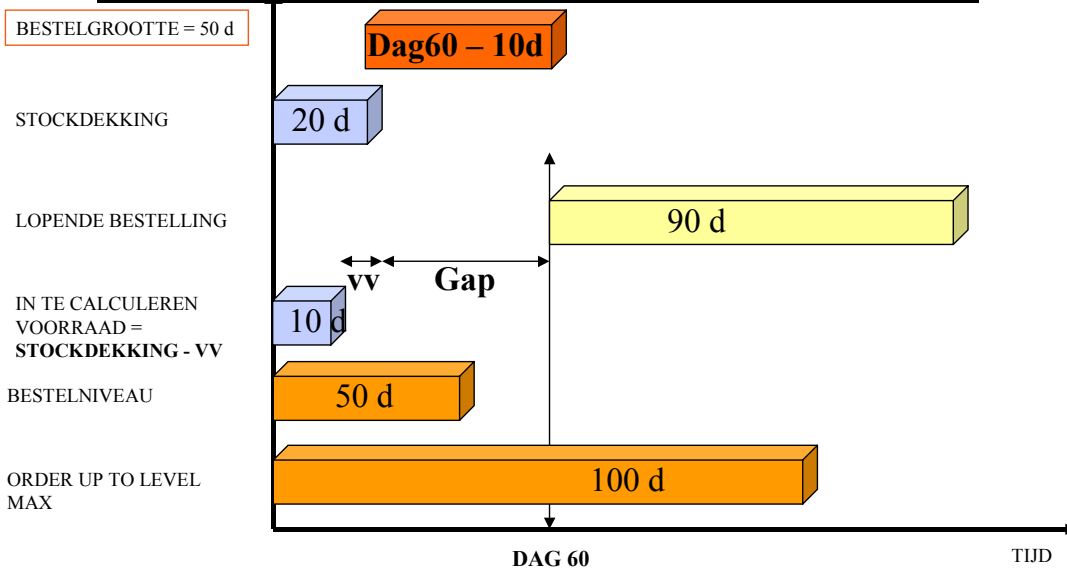 BESTELGROOTTE = 50 d
Dag60 – 10d
STOCKDEKKING
20 d
LOPENDE BESTELLING
90 d
vv
Gap
IN TE CALCULEREN
VOORRAAD =
STOCKDEKKING - VV
10 d
BESTELNIVEAU
50 d
ORDER UP TO LEVEL
MAX
100 d
DAG 60
TIJD